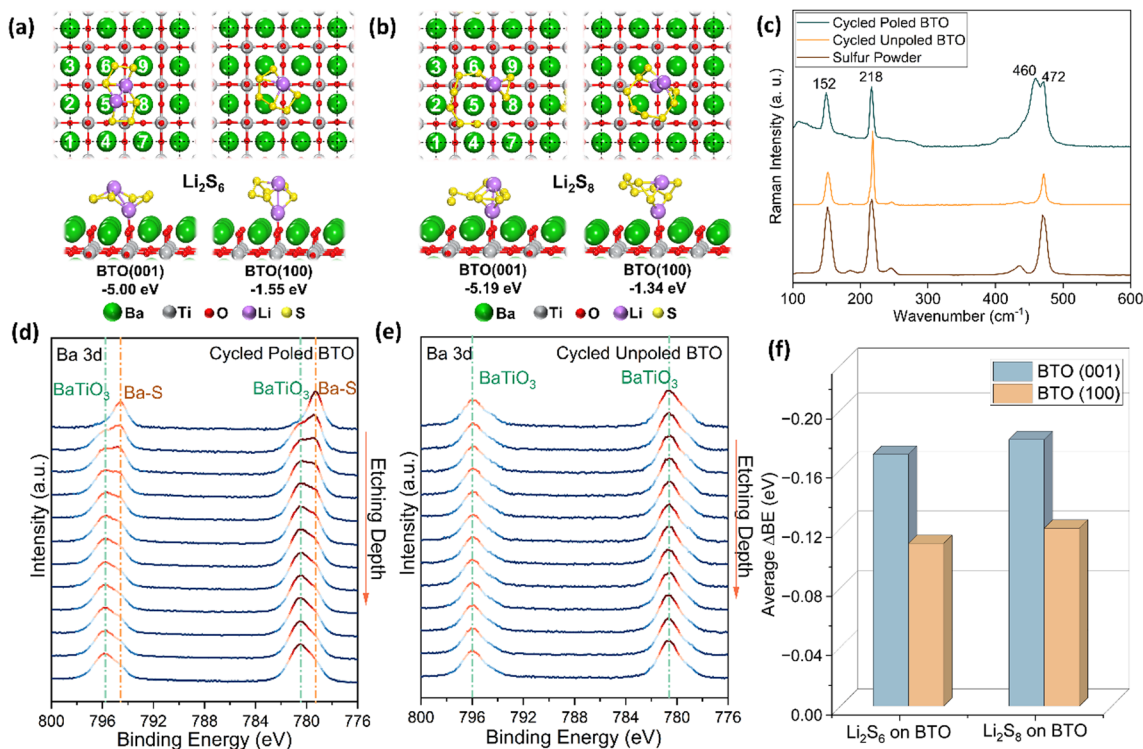 (a)
3 6 9
2 5 8
1 4 7
Li2S6
BTO(001)
-5.00 eV
BTO(100)
-1.55 eV
Ba Ti O Li S
(b)
3 6 9
2 5 8
1 4 7
Li2S8
BTO(001)
-5.19 eV
BTO(100)
-1.34 eV
Ba Ti O Li S
(c)
Raman Intensity (a. u.)
Cycled Poled BTO
Cycled Unpoled BTO
Sulfur Powder
152 218 460 472
100 200 300 400 500 600
Wavenumber (cm-1)
(d)
Intensity (a.u.)
Ba 3d Cycled Poled BTO
BaTiO3 Ba-S BaTiO3 Ba-S
800 796 792 788 784 780 776
Binding Energy (eV)
Etching Depth
(e)
Intensity (a.u.)
Ba 3d Cycled Unpoled BTO
BaTiO3 BaTiO3
800 796 792 788 784 780 776
Binding Energy (eV)
Etching Depth
(f)
BTO (001)
BTO (100)
Average ΔBE (eV)
−0.20
−0.16
−0.12
−0.08
−0.04
0.00
Li2S6 on BTO Li2S8 on BTO